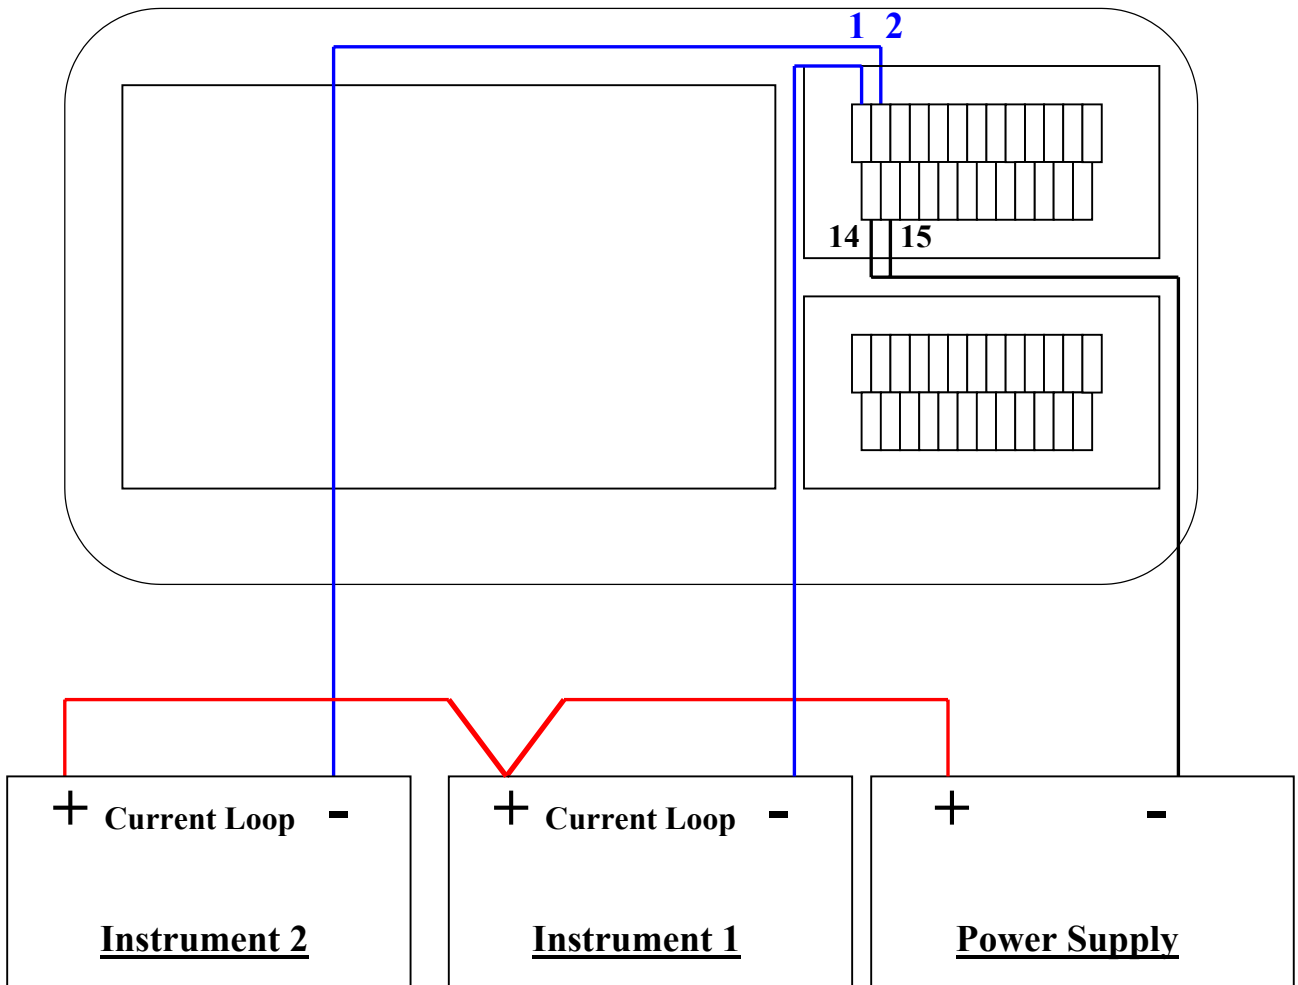 1 2
14 15
+ Current Loop -
+ Current Loop -
+ -
Instrument 2
Instrument 1
Power Supply